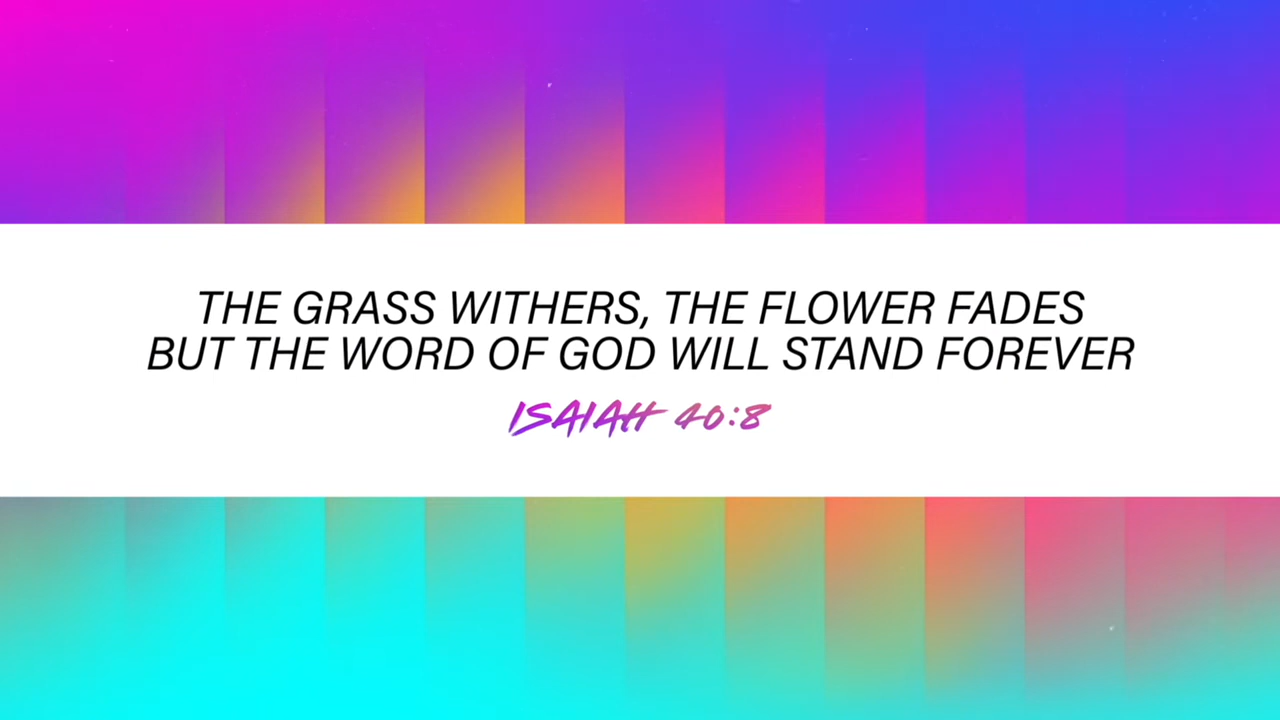 THE GRASS WITHERS, THE FLOWER FADES
BUT THE WORD OF GOD WILL STAND FOREVER
ISAIAH 40:8